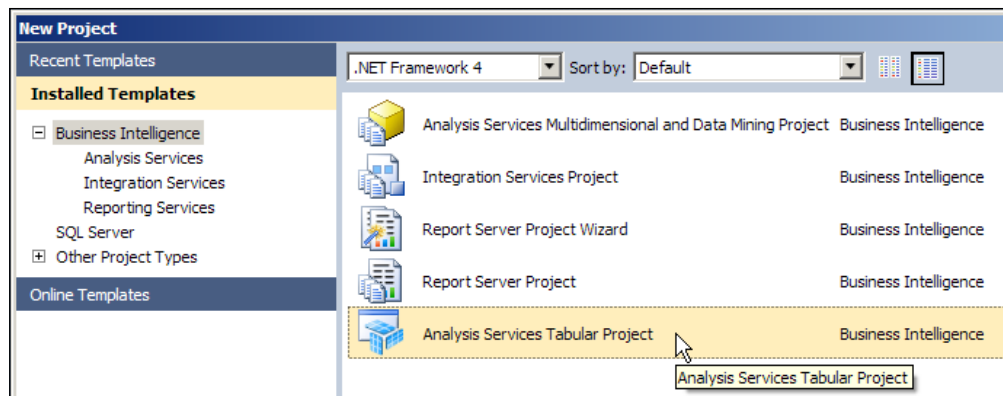 New Project
Recent Templates
Installed Templates
Business Intelligence
Analysis Services
Integration Services
Reporting Services
SQL Server
Other Project Types
Online Templates
.NET Framework 4 Sort by: Default
Analysis Services Multidimensional and Data Mining Project Business Intelligence
Integration Services Project Business Intelligence
Report Server Project Wizard Business Intelligence
Report Server Project Business Intelligence
Analysis Services Tabular Project Business Intelligence
Analysis Services Tabular Project